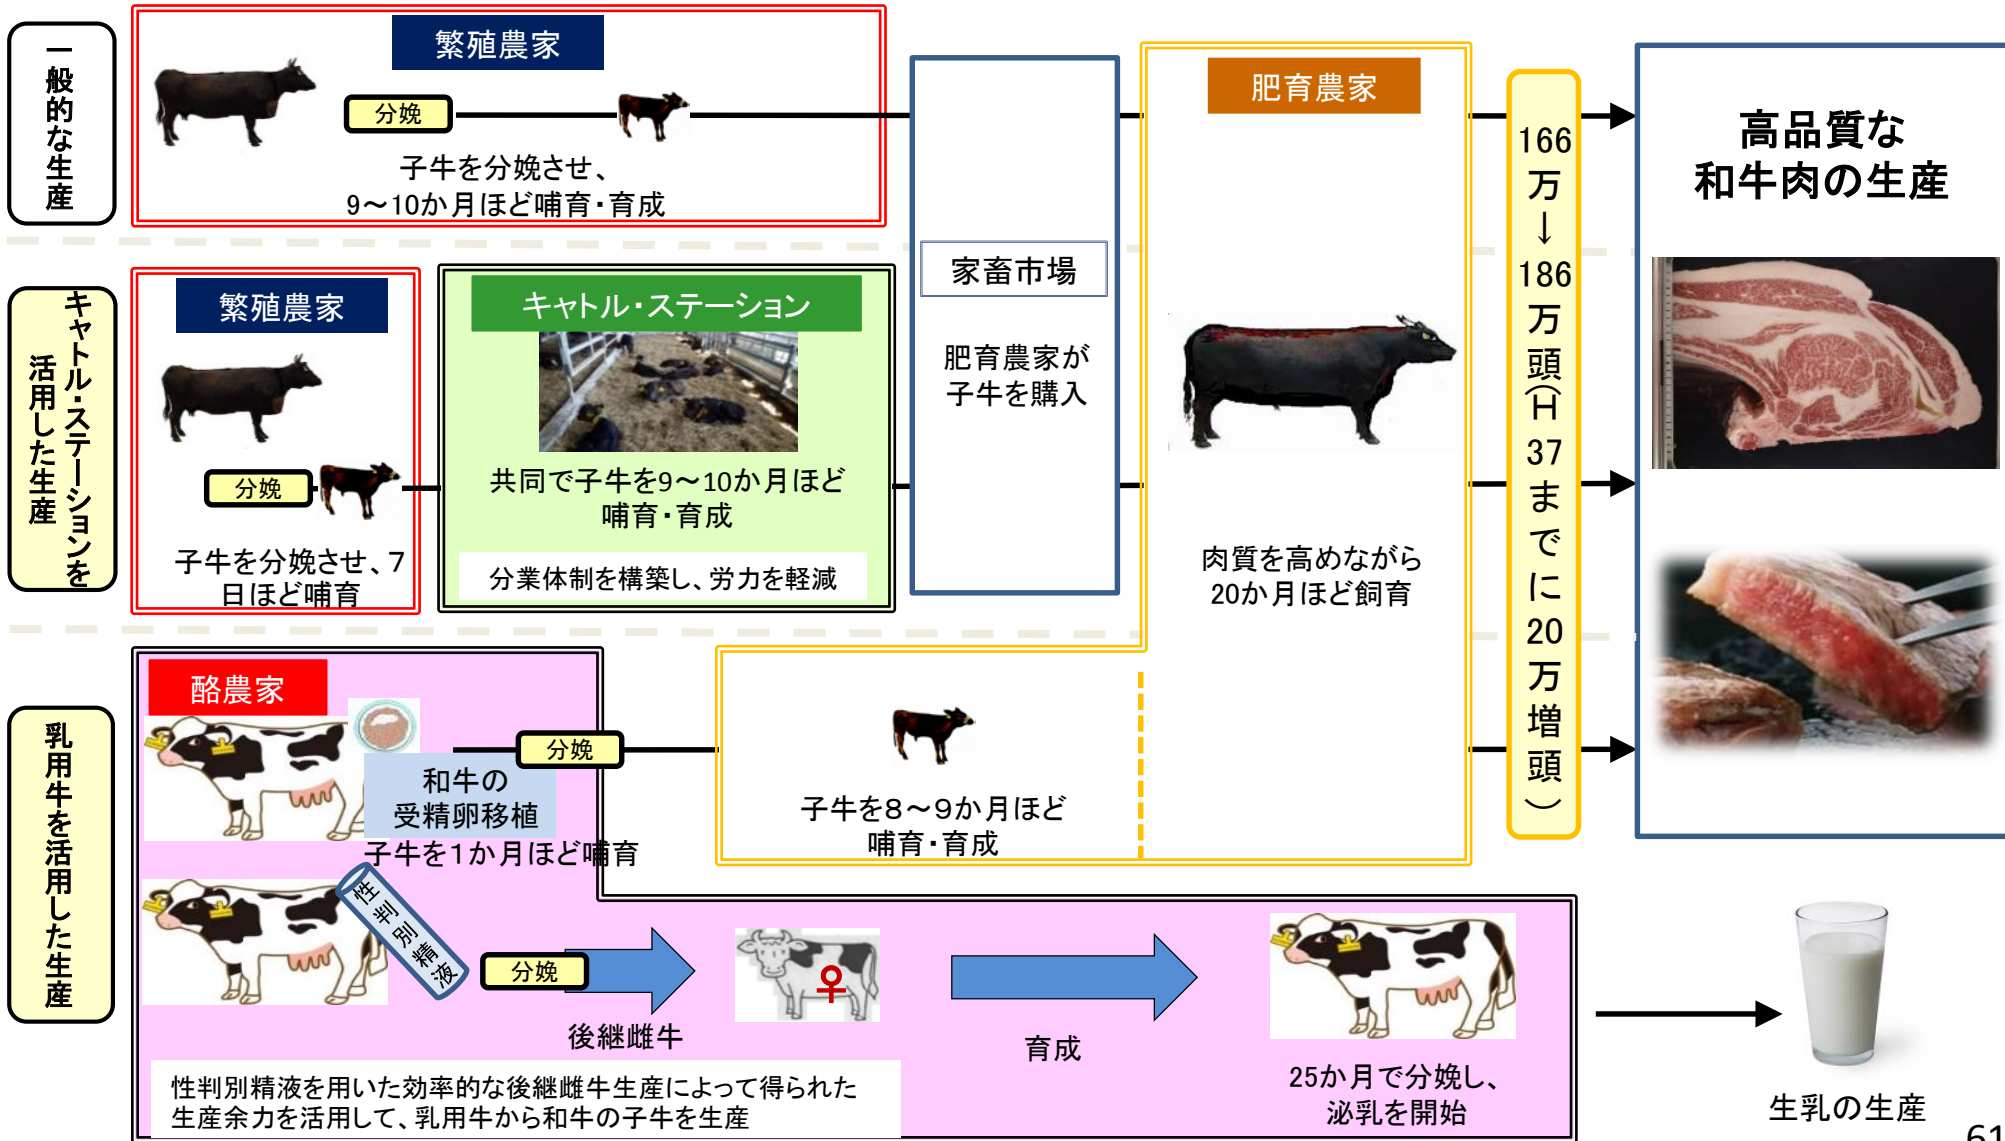 一般的な生産
繁殖農家
分娩
子牛を分娩させ、
9～10か月ほど哺育・育成
キャトル・ステーションを
活用した生産
繁殖農家
分娩
子牛を分娩させ、7
日ほど哺育
キャトル・ステーション
共同で子牛を9～10か月ほど
哺育・育成
分業体制を構築し、労力を軽減
家畜市場
肥育農家が
子牛を購入
肥育農家
肉質を高めながら
20か月ほど飼育
166万→186万頭（H37までに20万増頭）
高品質な
和牛肉の生産
乳用牛を活用した生産
酪農家
和牛の
受精卵移植
分娩
子牛を1か月ほど哺育
子牛を8～9か月ほど
哺育・育成
性判別精液
分娩
後継雌牛
♀
育成
25か月で分娩し、
泌乳を開始
性判別精液を用いた効率的な後継雌牛生産によって得られた
生産余力を活用して、乳用牛から和牛の子牛を生産
生乳の生産
61